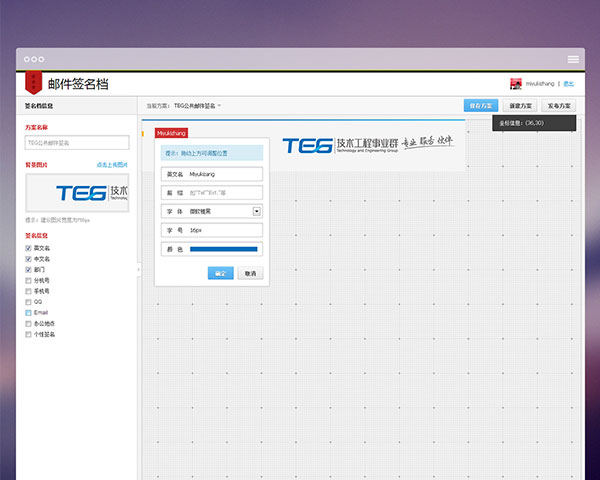 邮件签名档
miyukizhang | 退出
签名档信息
当前方案: TEG公共邮件签名
保存方案
新建方案
发布方案
坐标信息: (36,30)
方案名称
TEG公共邮件签名
背景图片
点击上传图片
TEG 技术
Technology
提示: 建议图片宽度为700px
签名信息
英文名
中文名
部门
分机号
手机号
QQ
Email
办公地点
个性签名
Miyukizhang
提示: 拖动上方可调整位置
英文名 Miyukizang
前 缀 如"Tel""Ext."等
字 体 微软雅黑
字 号 16px
颜 色
确定
取消
TEG 技术工程事业群 专业 服务 伙伴
Technology and Engineering Group